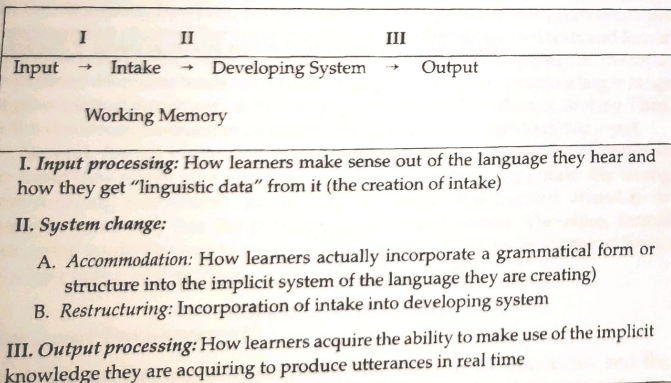 I II III
Input → Intake → Developing System → Output
Working Memory
I. Input processing: How learners make sense out of the language they hear and
how they get "linguistic data" from it (the creation of intake)
II. System change:
A. Accommodation: How learners actually incorporate a grammatical form or
structure into the implicit system of the language they are creating)
B. Restructuring: Incorporation of intake into developing system
III. Output processing: How learners acquire the ability to make use of the implicit
knowledge they are acquiring to produce utterances in real time